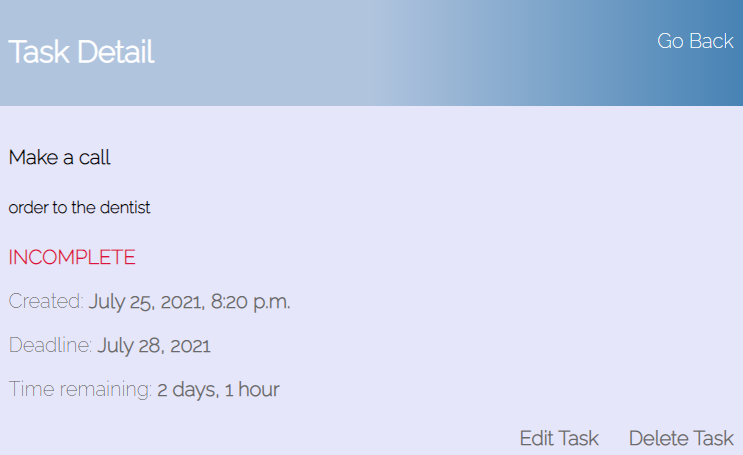 Task Detail
Go Back
Make a call
order to the dentist
INCOMPLETE
Created: July 25, 2021, 8:20 p.m.
Deadline: July 28, 2021
Time remaining: 2 days, 1 hour
Edit Task Delete Task